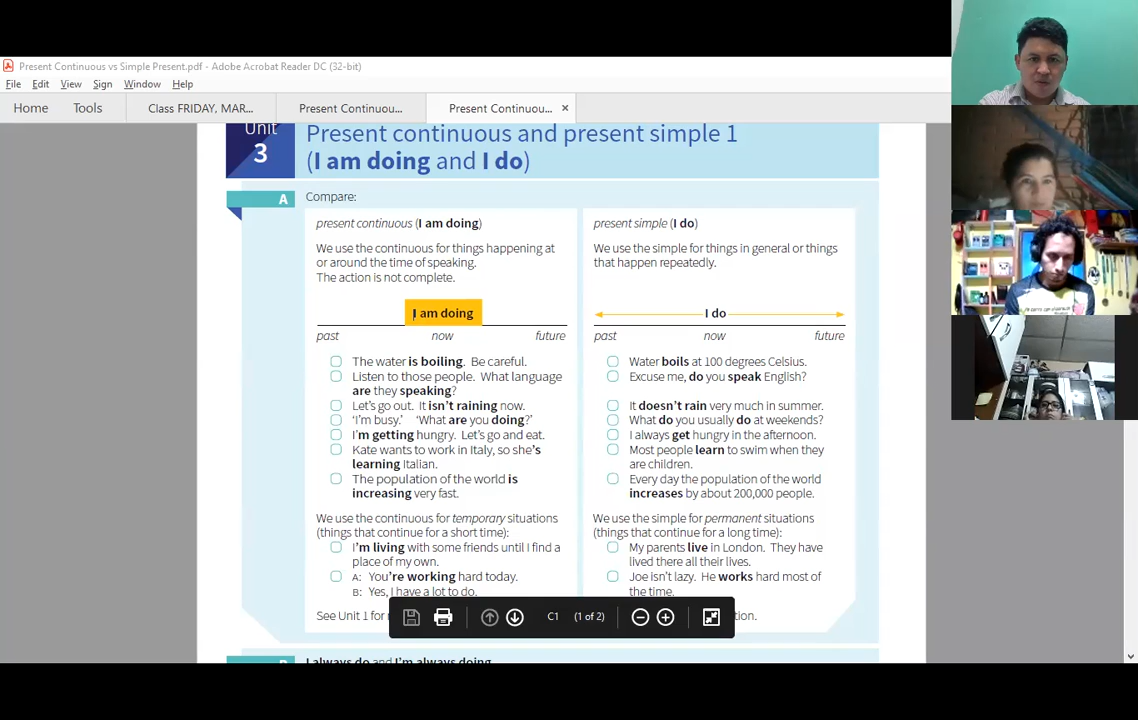 Present Continuous vs Simple Present.pdf - Adobe Acrobat Reader DC (32-bit)
File Edit View Sign Window Help
Home Tools Class FRIDAY, MAR... Present Continuou... Present Continuou... ×
Unit
3
Present continuous and present simple 1
(I am doing and I do)
A
Compare:
present continuous (I am doing)
We use the continuous for things happening at
or around the time of speaking.
The action is not complete.
I am doing
past now future
The water is boiling. Be careful.
Listen to those people. What language
are they speaking?
Let's go out. It isn't raining now.
'I'm busy.' 'What are you doing?'
I'm getting hungry. Let's go and eat.
Kate wants to work in Italy, so she's
learning Italian.
The population of the world is
increasing very fast.
We use the continuous for temporary situations
(things that continue for a short time):
I'm living with some friends until I find a
place of my own.
A: You're working hard today.
B: Yes, I have a lot to do.
See Unit 1 for
present simple (I do)
We use the simple for things in general or things
that happen repeatedly.
I do
past now future
Water boils at 100 degrees Celsius.
Excuse me, do you speak English?
It doesn't rain very much in summer.
What do you usually do at weekends?
I always get hungry in the afternoon.
Most people learn to swim when they
are children.
Every day the population of the world
increases by about 200,000 people.
We use the simple for permanent situations
(things that continue for a long time):
My parents live in London. They have
lived there all their lives.
Joe isn't lazy. He works hard most of
the time.
C1 (1 of 2)
I always do and I'm always doing